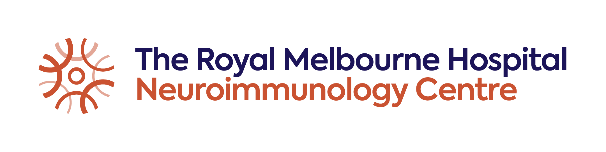 The Royal Melbourne Hospital
Neuroimmunology Centre